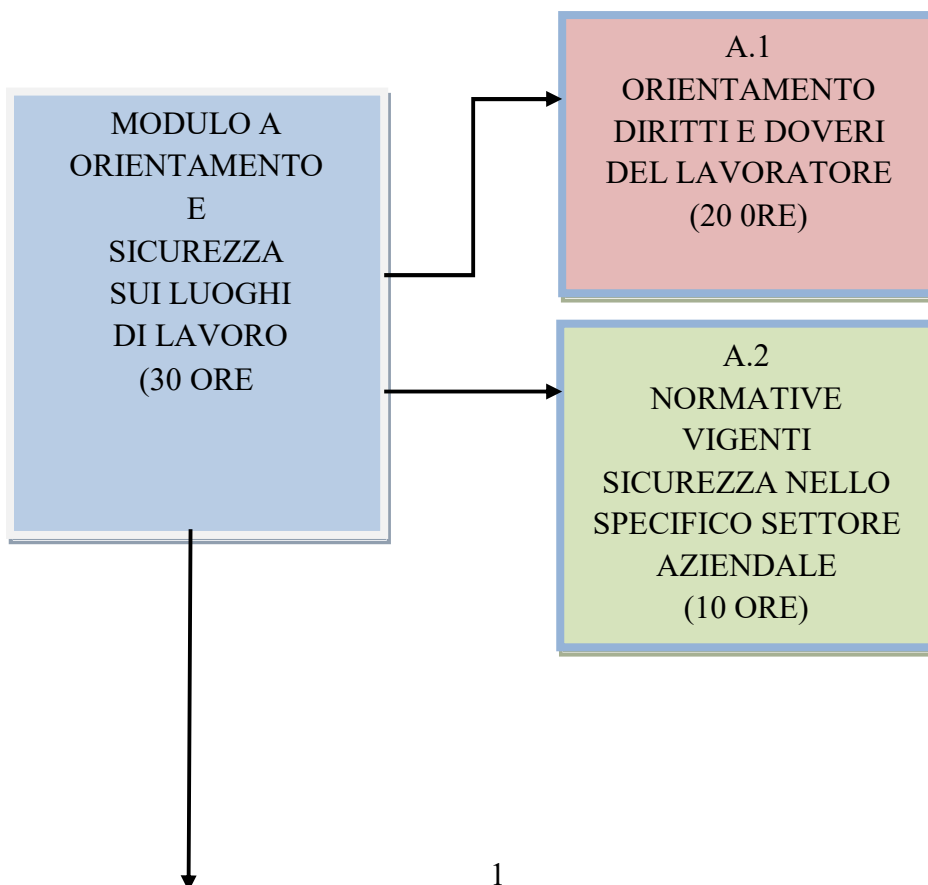 MODULO A
ORIENTAMENTO
E
SICUREZZA
SUI LUOGHI
DI LAVORO
(30 ORE
A.1
ORIENTAMENTO
DIRITTI E DOVERI
DEL LAVORATORE
(20 0RE)
A.2
NORMATIVE
VIGENTI
SICUREZZA NELLO
SPECIFICO SETTORE
AZIENDALE
(10 ORE)
1